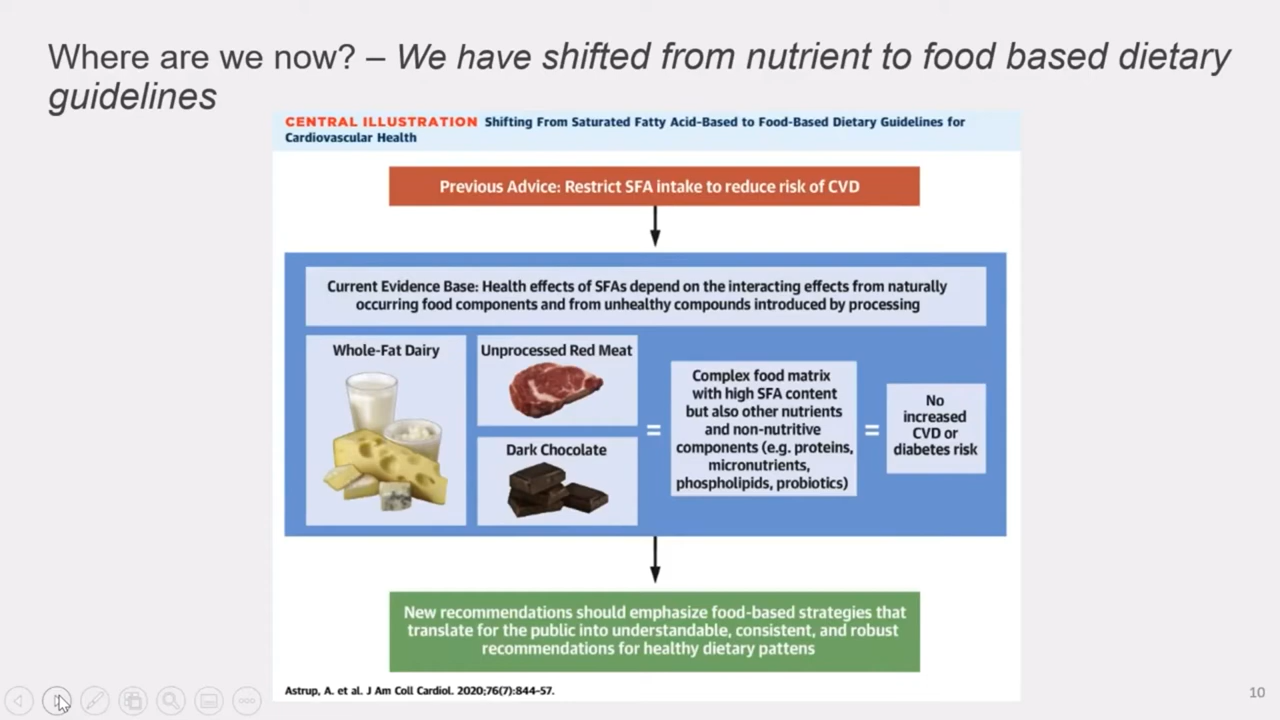 Where are we now? – We have shifted from nutrient to food based dietary
guidelines
CENTRAL ILLUSTRATION Shifting From Saturated Fatty Acid-Based to Food-Based Dietary Guidelines for
Cardiovascular Health
Previous Advice: Restrict SFA intake to reduce risk of CVD
Current Evidence Base: Health effects of SFAs depend on the interacting effects from naturally
occurring food components and from unhealthy compounds introduced by processing
Whole-Fat Dairy
Unprocessed Red Meat
Dark Chocolate
=
Complex food matrix
with high SFA content
but also other nutrients
and non-nutritive
components (e.g. proteins,
micronutrients,
phospholipids, probiotics)
=
No
increased
CVD or
diabetes risk
New recommendations should emphasize food-based strategies that
translate for the public into understandable, consistent, and robust
recommendations for healthy dietary pattens
Astrup, A. et al. J Am Coll Cardiol. 2020;76(7):844-57.
10